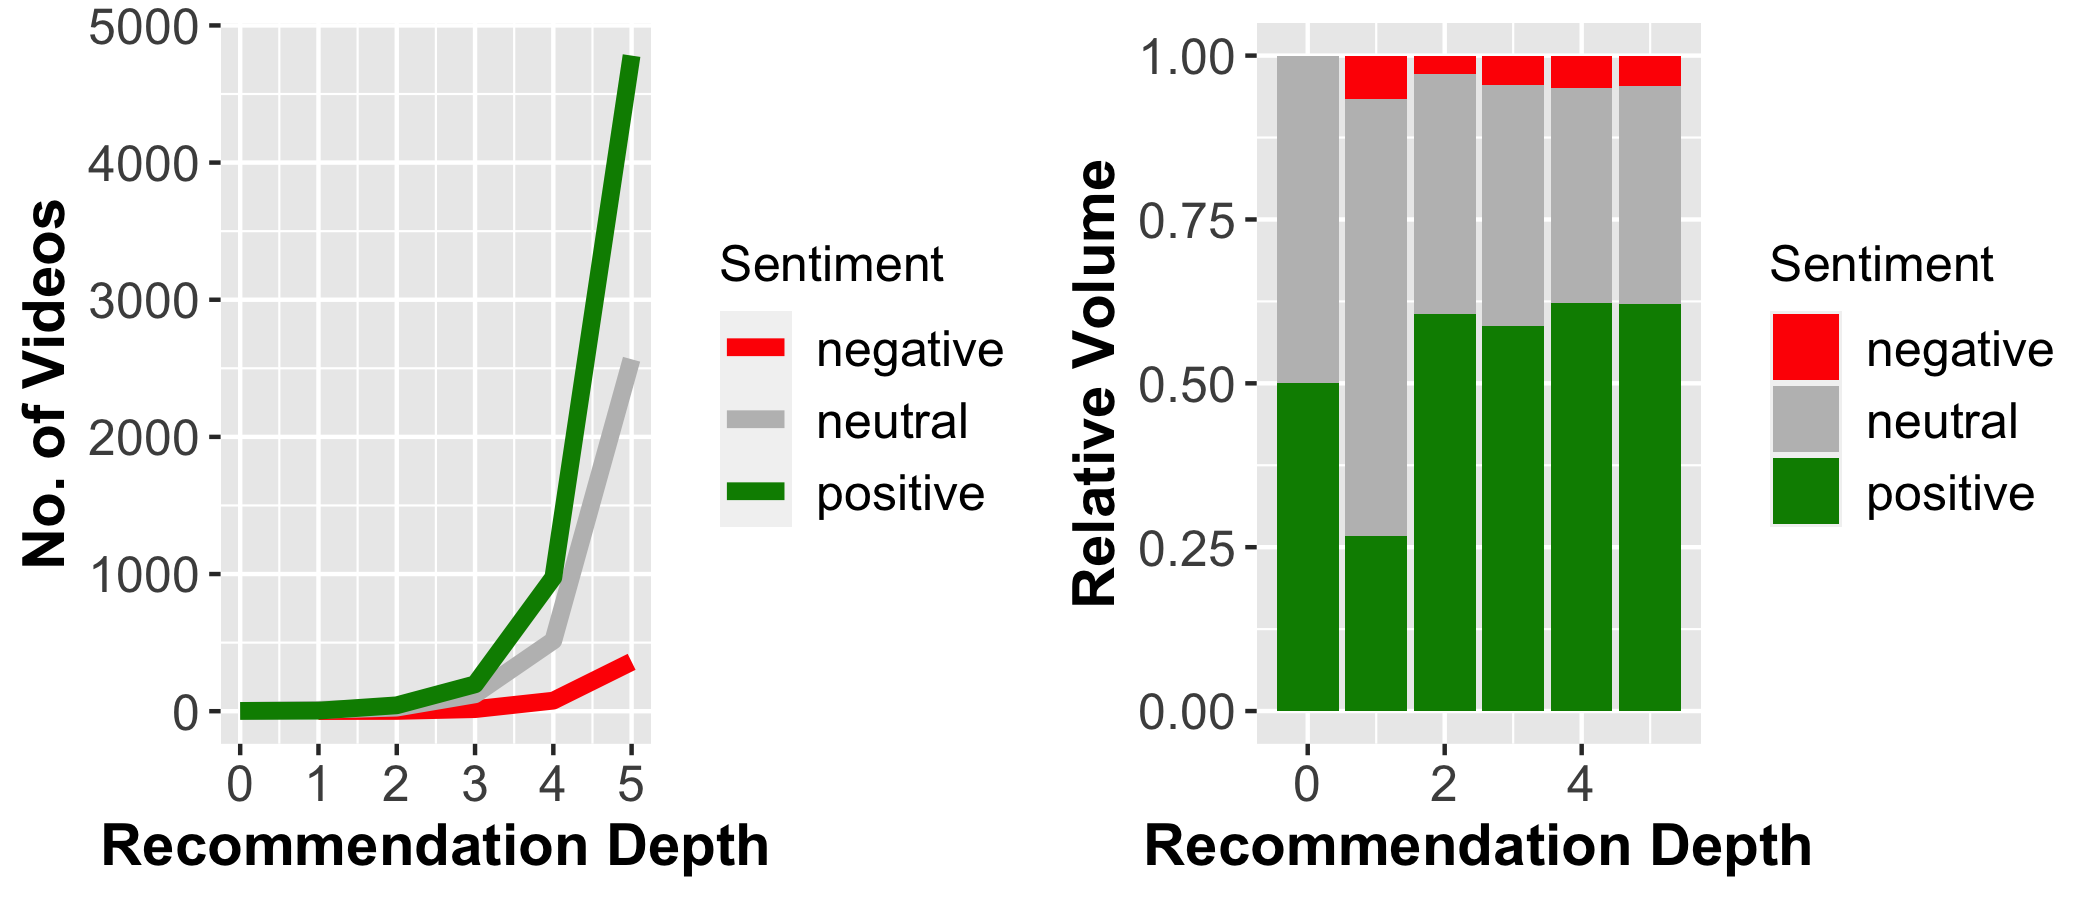 No. of Videos
5000
4000
3000
2000
1000
0
0 1 2 3 4 5
Recommendation Depth
Sentiment
negative
neutral
positive
Relative Volume
1.00
0.75
0.50
0.25
0.00
0 2 4
Recommendation Depth
Sentiment
negative
neutral
positive